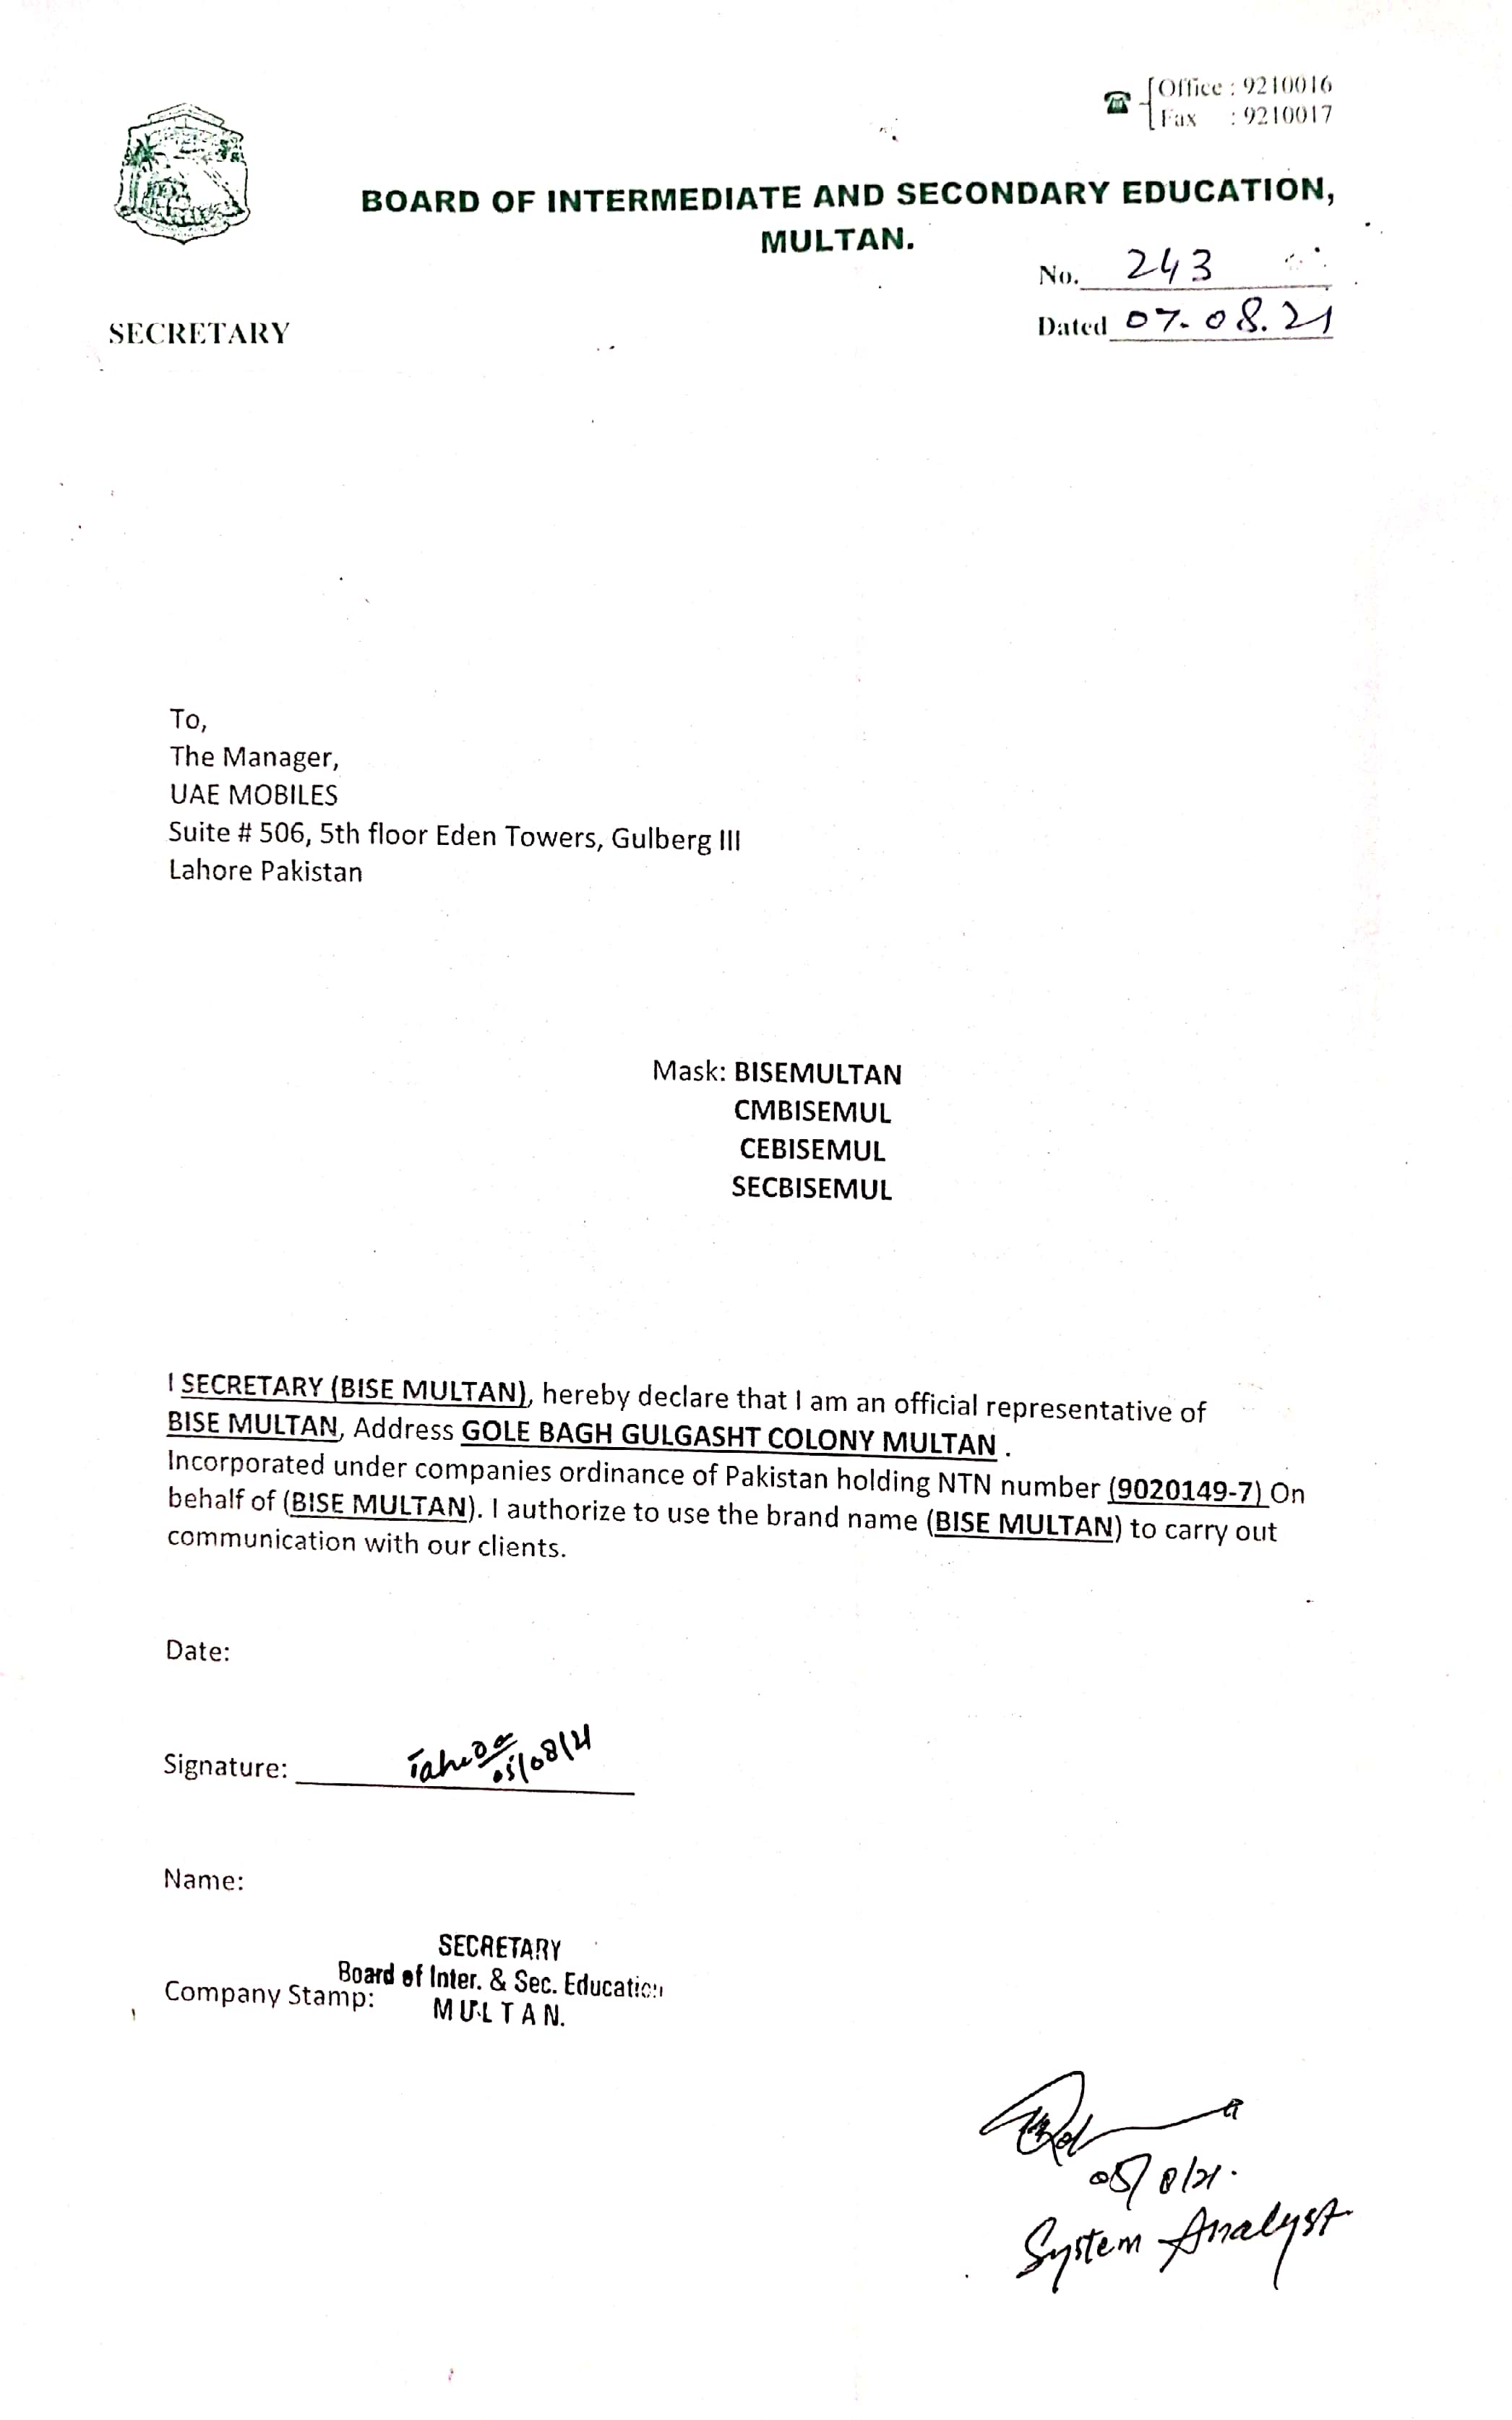 Office : 9210016
Fax : 9210017
BOARD OF INTERMEDIATE AND SECONDARY EDUCATION,
MULTAN.
No. 243
SECRETARY
Dated 07.08.21
To,
The Manager,
UAE MOBILES
Suite # 506, 5th floor Eden Towers, Gulberg III
Lahore Pakistan
Mask: BISEMULTAN
CMBISEMUL
CEBISEMUL
SECBISEMUL
I SECRETARY (BISE MULTAN), hereby declare that I am an official representative of
BISE MULTAN, Address GOLE BAGH GULGASHT COLONY MULTAN .
Incorporated under companies ordinance of Pakistan holding NTN number (9020149-7) On
behalf of (BISE MULTAN). I authorize to use the brand name (BISE MULTAN) to carry out
communication with our clients.
Date:
Signature: 05/08/21
Name:
SECRETARY
Board of Inter. & Sec. Education
Company Stamp: MULTAN.
05/8/21.
System Analyst